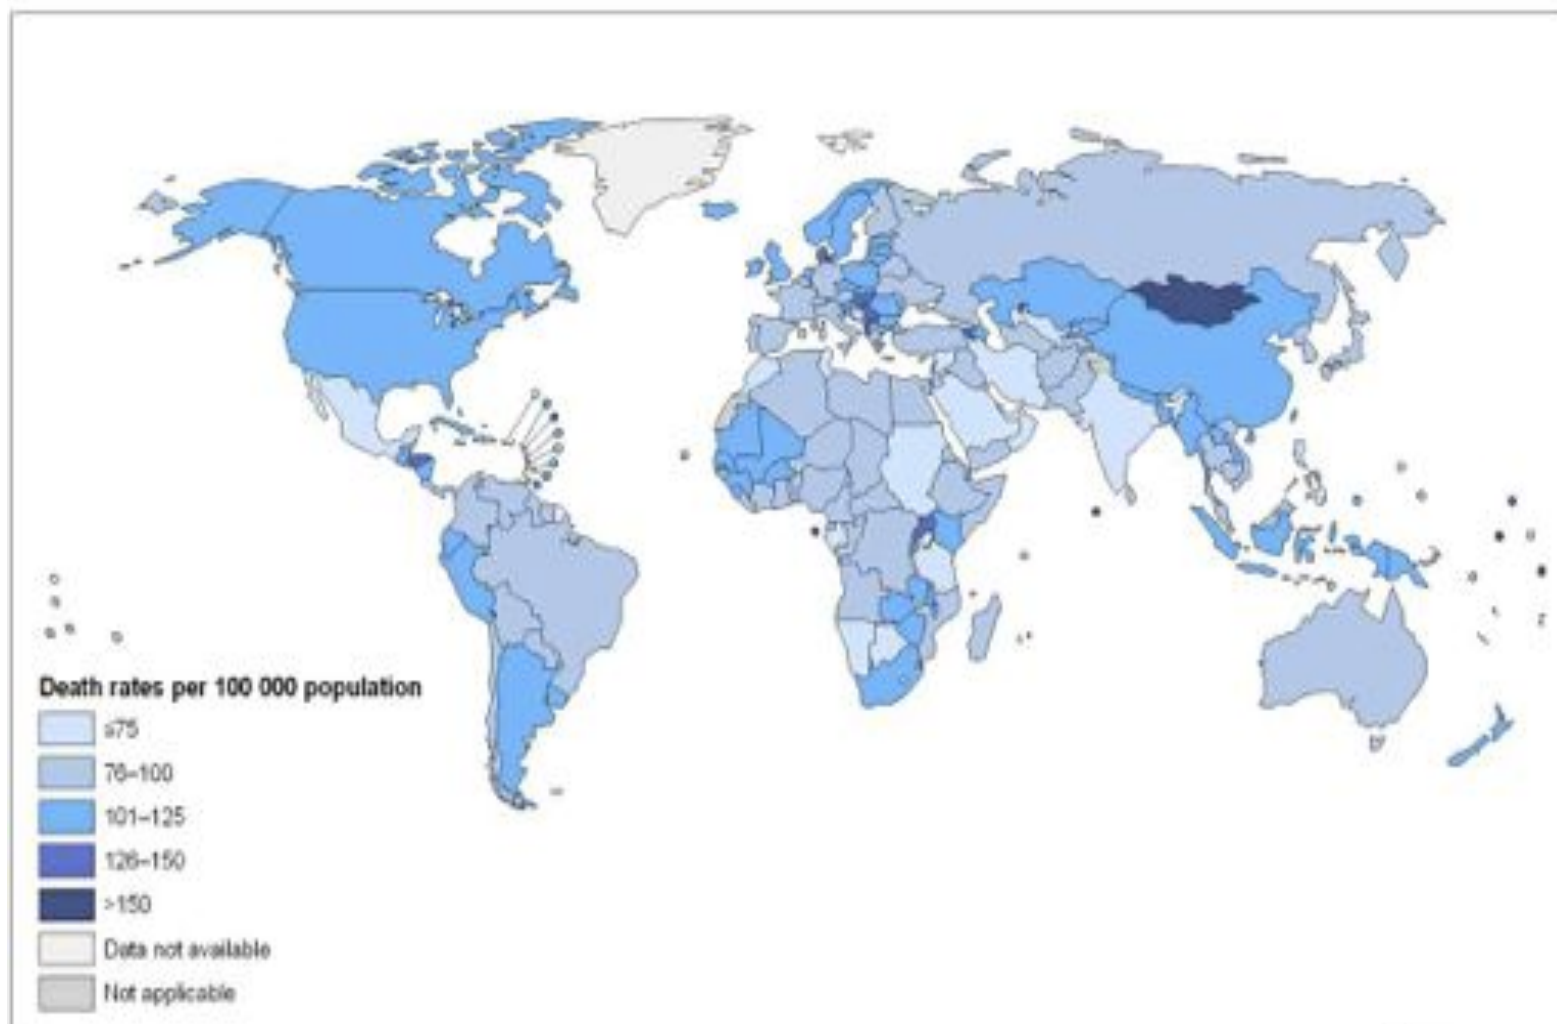 Death rates per 100 000 population
≤75
76–100
101–125
126–150
>150
Data not available
Not applicable